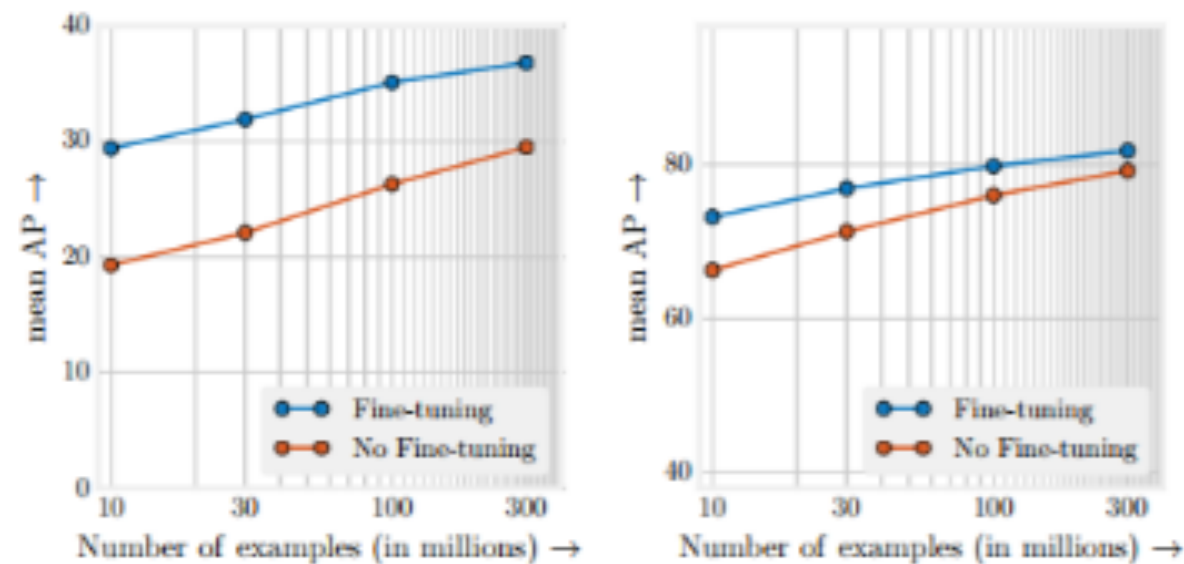 40
30
20
10
0
mean AP →
10 30 100 300
Number of examples (in millions) →
Fine-tuning
No Fine-tuning
80
60
40
mean AP →
10 30 100 300
Number of examples (in millions) →
Fine-tuning
No Fine-tuning